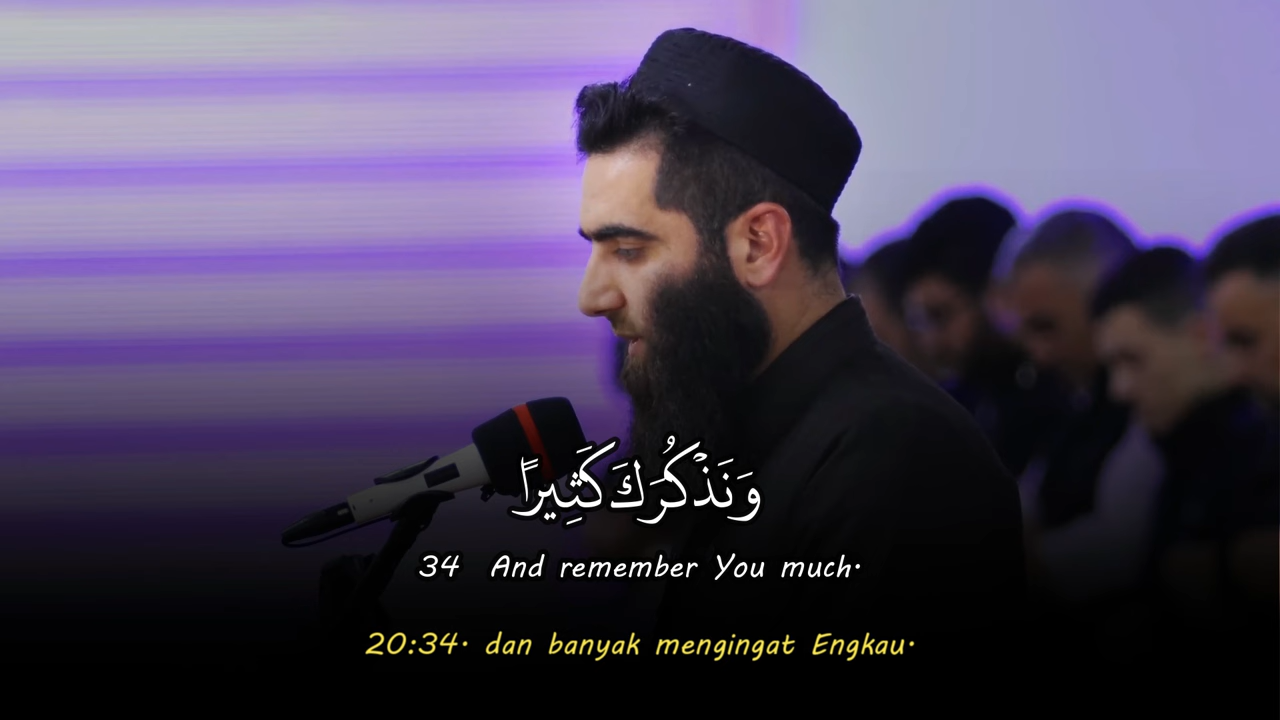 وَنَذْكُرَكَ كَثِيرًا
34 And remember You much.
20:34. dan banyak mengingat Engkau.